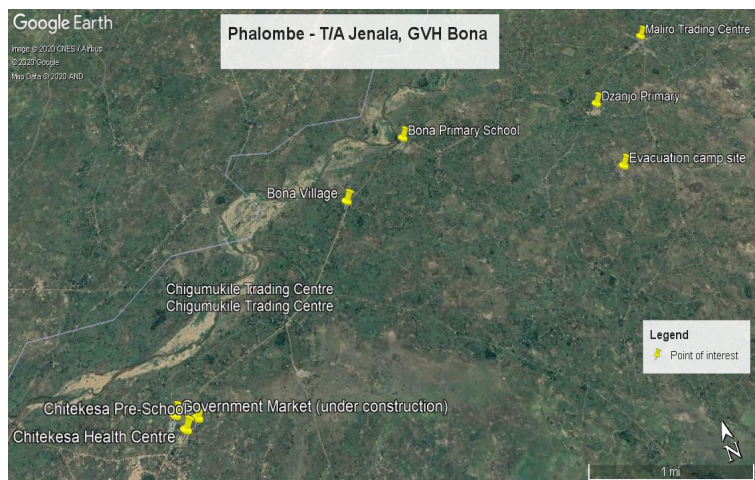 Google Earth
Image © 2020 CNES / Airbus
© 2020 Google
Map Data © 2020 AND
Phalombe - T/A Jenala, GVH Bona
Maliro Trading Centre
Dzanjo Primary
Bona Primary School
Evacuation camp site
Bona Village
Chigumukile Trading Centre
Chigumukile Trading Centre
Legend
Point of interest
Chitekesa Pre-School
Government Market (under construction)
Chitekesa Health Centre
N
1 mi